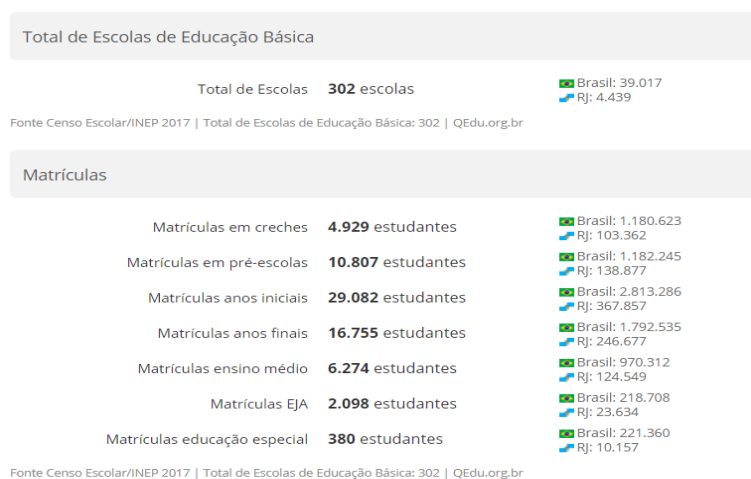 Total de Escolas de Educação Básica
Total de Escolas 302 escolas
Brasil: 39.017
RJ: 4.439
Fonte Censo Escolar/INEP 2017 | Total de Escolas de Educação Básica: 302 | QEdu.org.br
Matrículas
Matrículas em creches 4.929 estudantes
Brasil: 1.180.623
RJ: 103.362
Matrículas em pré-escolas 10.807 estudantes
Brasil: 1.182.245
RJ: 138.877
Matrículas anos iniciais 29.082 estudantes
Brasil: 2.813.286
RJ: 367.857
Matrículas anos finais 16.755 estudantes
Brasil: 1.792.535
RJ: 246.677
Matrículas ensino médio 6.274 estudantes
Brasil: 970.312
RJ: 124.549
Matrículas EJA 2.098 estudantes
Brasil: 218.708
RJ: 23.634
Matrículas educação especial 380 estudantes
Brasil: 221.360
RJ: 10.157
Fonte Censo Escolar/INEP 2017 | Total de Escolas de Educação Básica: 302 | QEdu.org.br